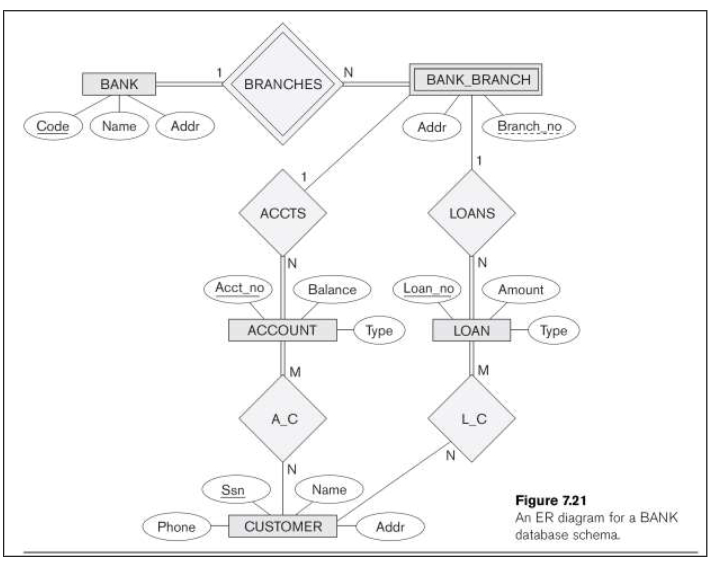 1
N
BANK
BRANCHES
BANK_BRANCH
Code
Name
Addr
Addr
Branch_no
1
1
ACCTS
LOANS
N
N
Acct_no
Balance
Loan_no
Amount
ACCOUNT
Type
LOAN
Type
M
M
A_C
L_C
N
N
Ssn
Name
Phone
CUSTOMER
Addr
Figure 7.21
An ER diagram for a BANK
database schema.